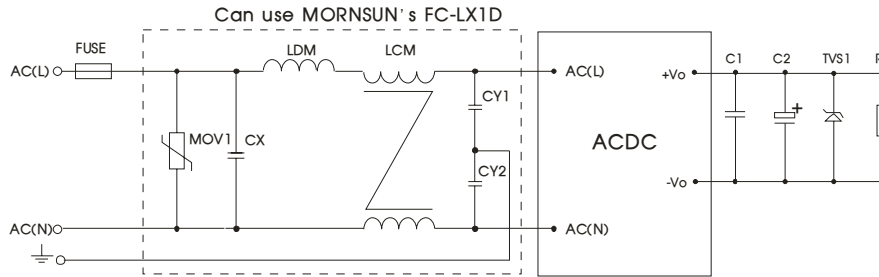 Can use MORNSUN's FC-LX1D
FUSE
LDM
LCM
C1
C2
TVS1
R
AC(L)
AC(L)
+Vo
+
CY1
MOV1
CX
ACDC
CY2
-Vo
AC(N)
AC(N)